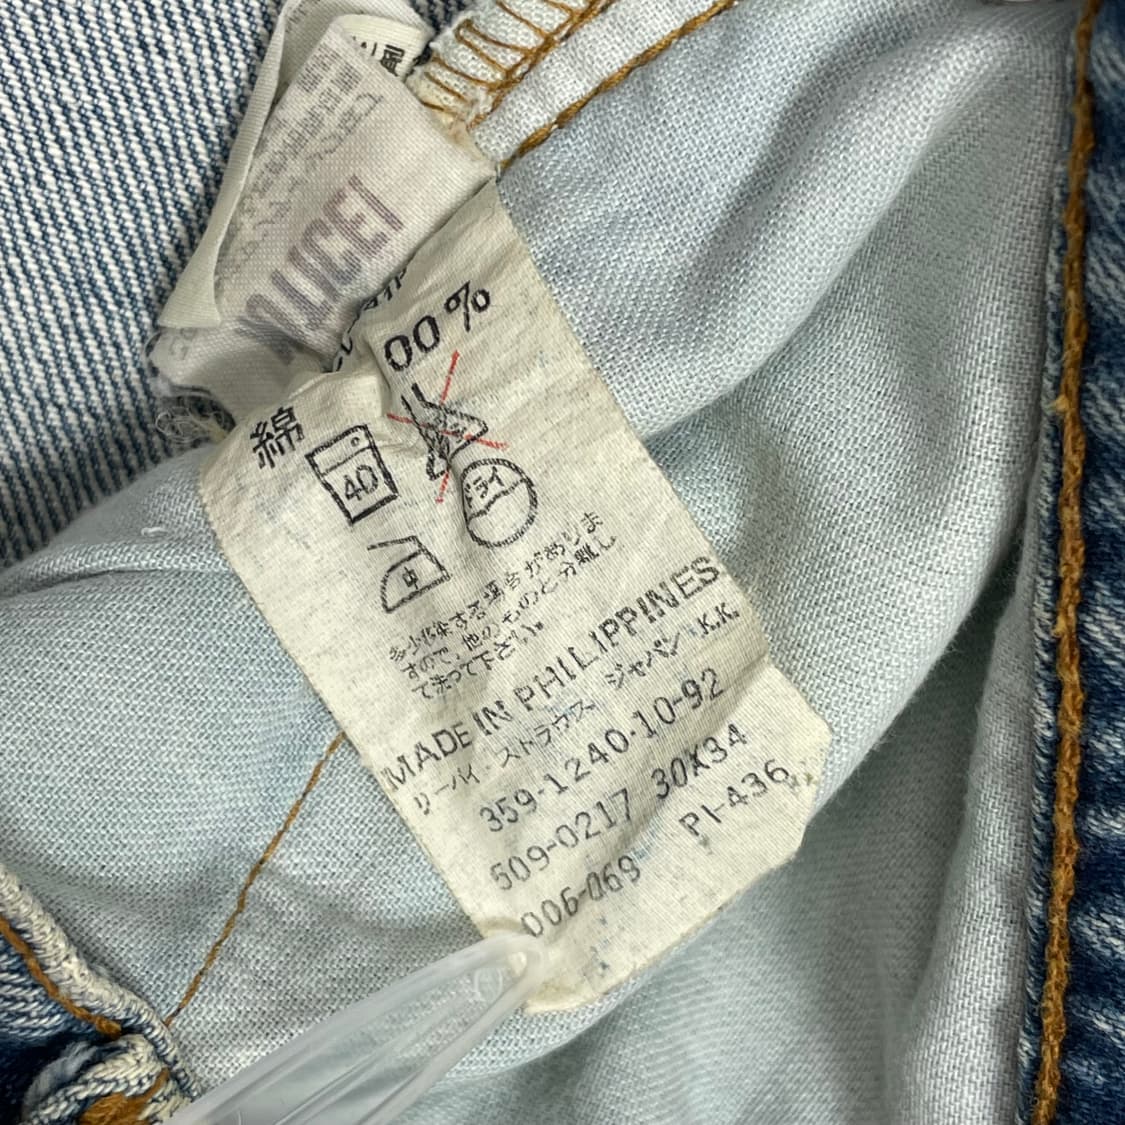 綿
00%
40
ドライ
中
多少色落する場合がありま
すので、他のものと分離し
て洗って下さい。
MADE IN PHILIPPINES
リーバイ・ストラウス ジャパン K.K.
359-1240-10-92
509-0217 30X34
006-069 PI-436